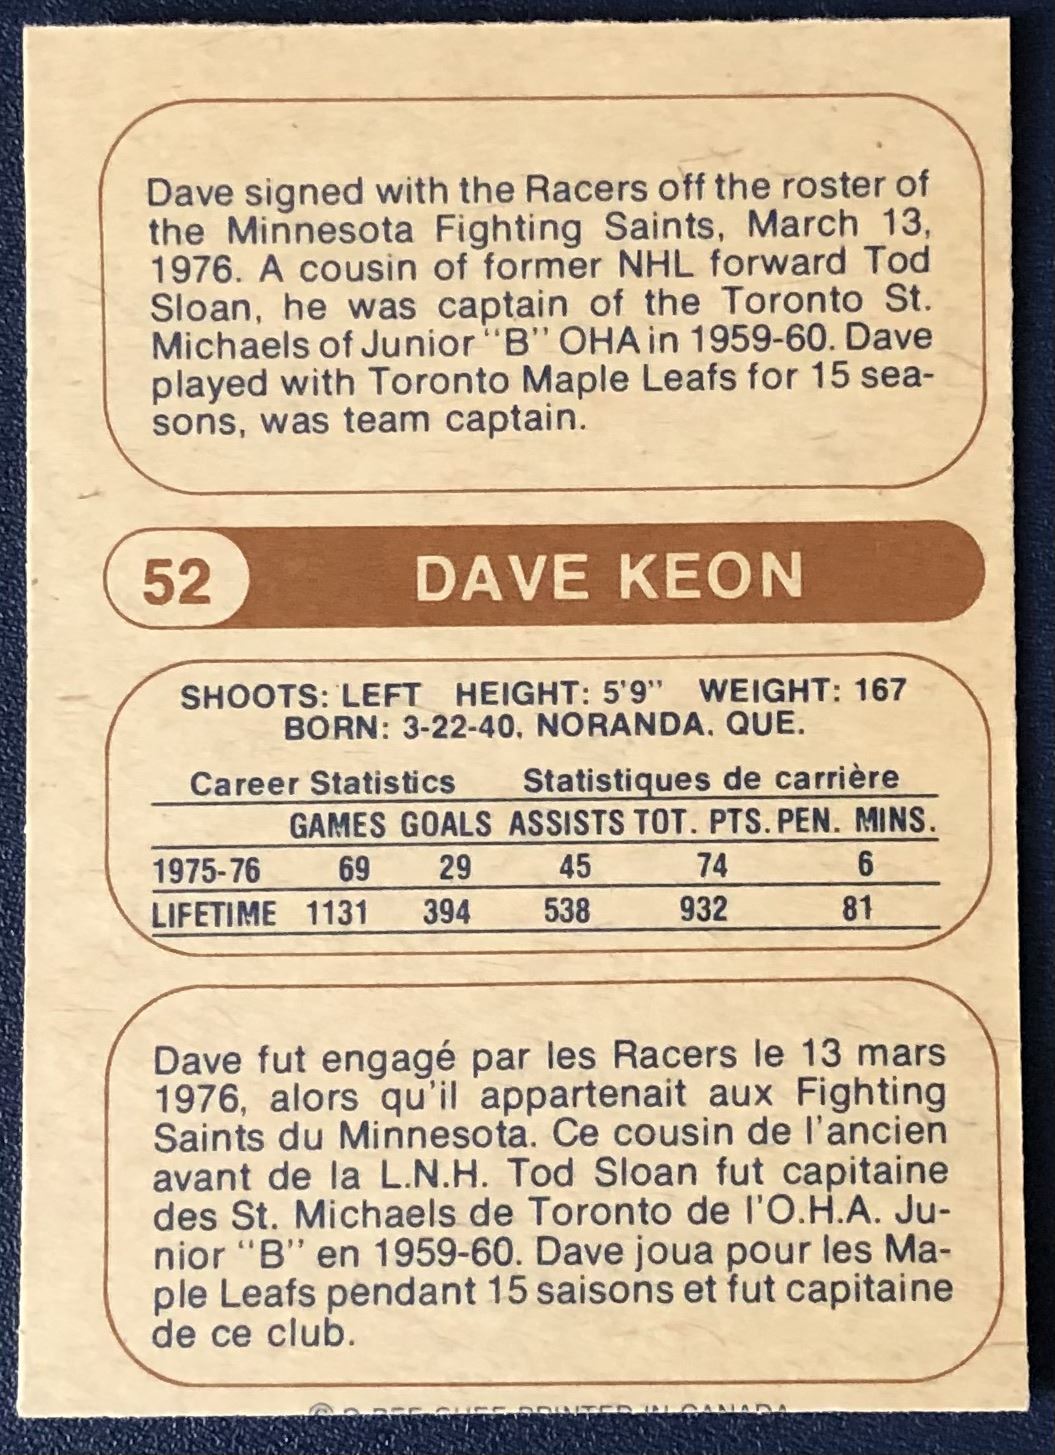 Dave signed with the Racers off the roster of
the Minnesota Fighting Saints, March 13,
1976. A cousin of former NHL forward Tod
Sloan, he was captain of the Toronto St.
Michaels of Junior "B" OHA in 1959-60. Dave
played with Toronto Maple Leafs for 15 sea-
sons, was team captain.
52 DAVE KEON
SHOOTS: LEFT HEIGHT: 5'9" WEIGHT: 167
BORN: 3-22-40, NORANDA. QUE.
Career Statistics Statistiques de carrière
GAMES GOALS ASSISTS TOT. PTS. PEN. MINS.
1975-76 69 29 45 74 6
LIFETIME 1131 394 538 932 81
Dave fut engagé par les Racers le 13 mars
1976, alors qu'il appartenait aux Fighting
Saints du Minnesota. Ce cousin de l'ancien
avant de la L.N.H. Tod Sloan fut capitaine
des St. Michaels de Toronto de l'O.H.A. Ju-
nior "B" en 1959-60. Dave joua pour les Ma-
ple Leafs pendant 15 saisons et fut capitaine
de ce club.
PRINTED IN CANADA